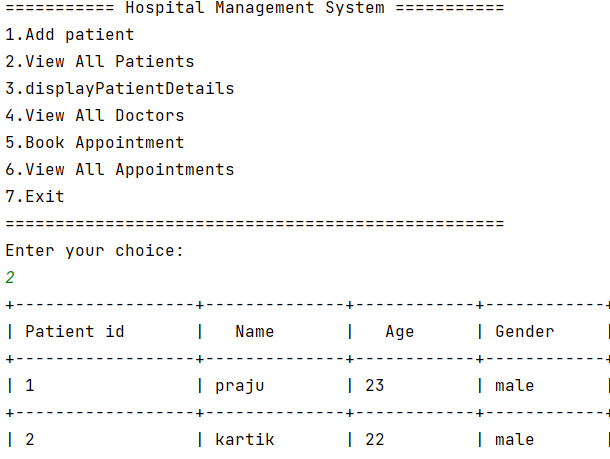 =========== Hospital Management System ===========
1.Add patient
2.View All Patients
3.displayPatientDetails
4.View All Doctors
5.Book Appointment
6.View All Appointments
7.Exit
==================================================
Enter your choice:
2
+------------------+--------------+------------+------------+
| Patient id       |   Name       |   Age      | Gender     |
+------------------+--------------+------------+------------+
| 1                | praju        | 23         | male       |
+------------------+--------------+------------+------------+
| 2                | kartik       | 22         | male       |